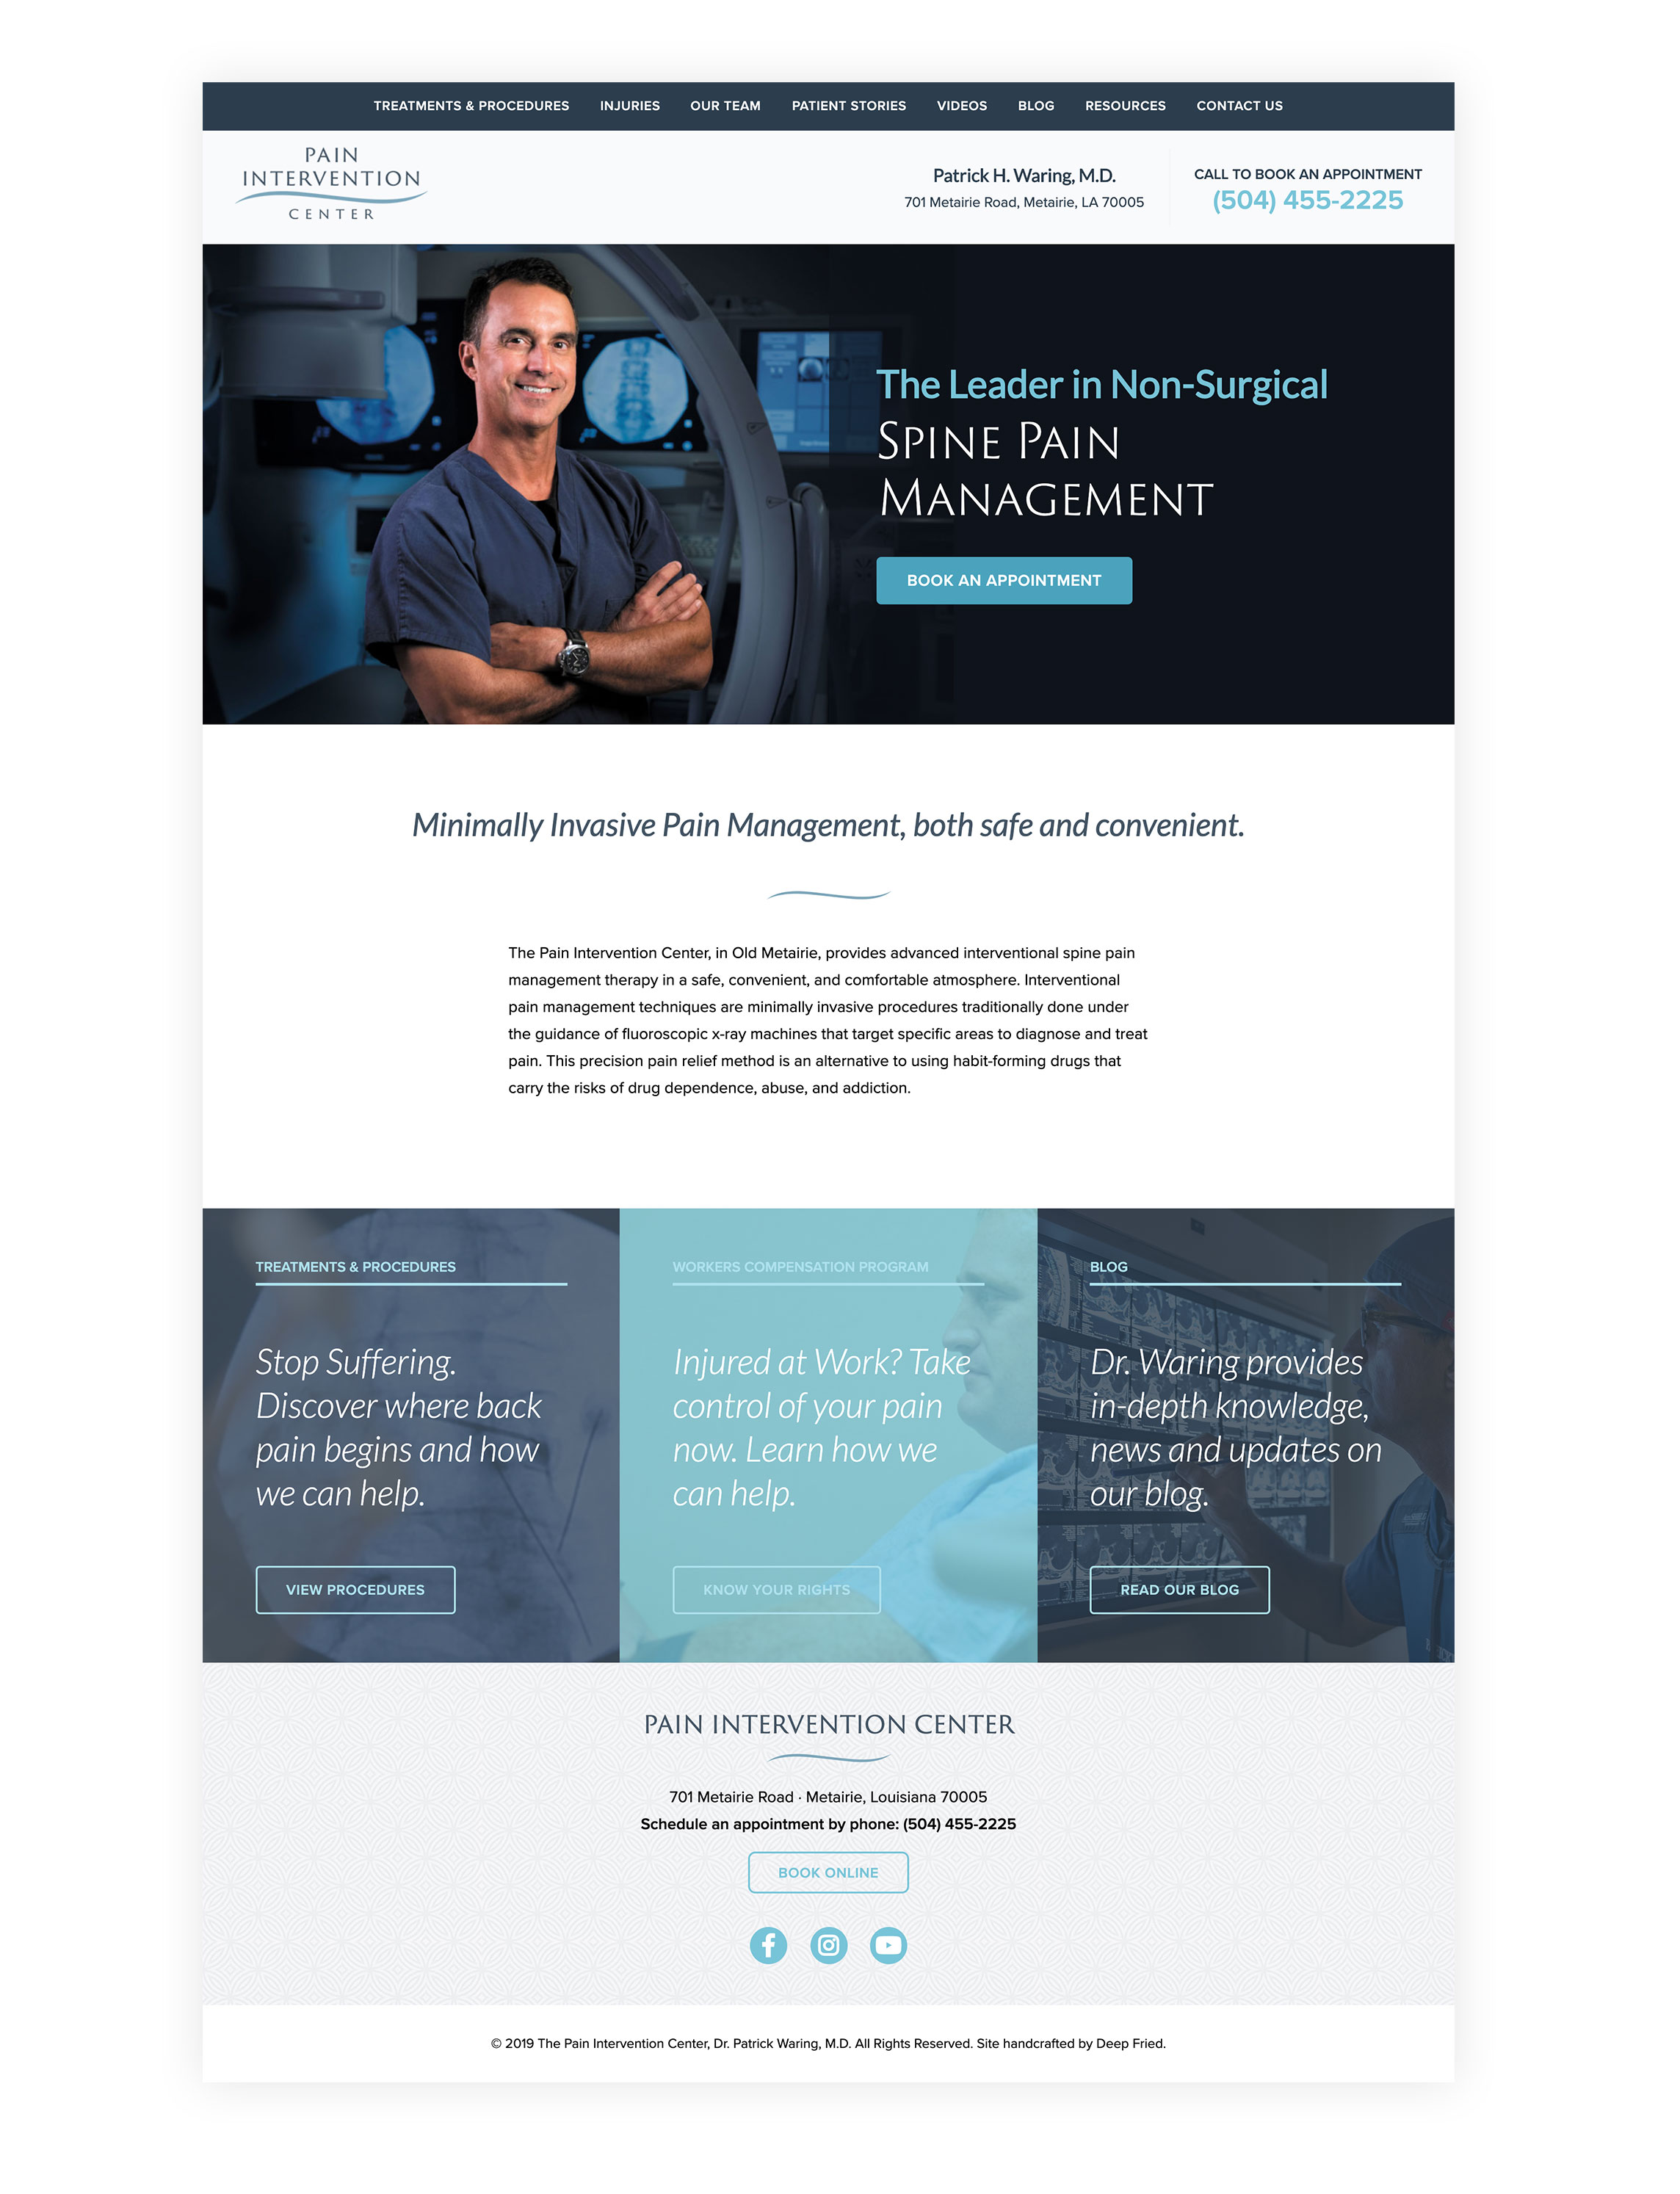 TREATMENTS & PROCEDURES INJURIES OUR TEAM PATIENT STORIES VIDEOS BLOG RESOURCES CONTACT US
PAIN
INTERVENTION
CENTER
Patrick H. Waring, M.D.
701 Metairie Road, Metairie, LA 70005
CALL TO BOOK AN APPOINTMENT
(504) 455-2225
The Leader in Non-Surgical
SPINE PAIN
MANAGEMENT
BOOK AN APPOINTMENT
Minimally Invasive Pain Management, both safe and convenient.
The Pain Intervention Center, in Old Metairie, provides advanced interventional spine pain
management therapy in a safe, convenient, and comfortable atmosphere. Interventional
pain management techniques are minimally invasive procedures traditionally done under
the guidance of fluoroscopic x-ray machines that target specific areas to diagnose and treat
pain. This precision pain relief method is an alternative to using habit-forming drugs that
carry the risks of drug dependence, abuse, and addiction.
TREATMENTS & PROCEDURES
Stop Suffering.
Discover where back
pain begins and how
we can help.
VIEW PROCEDURES
WORKERS COMPENSATION PROGRAM
Injured at Work? Take
control of your pain
now. Learn how we
can help.
KNOW YOUR RIGHTS
BLOG
Dr. Waring provides
in-depth knowledge,
news and updates on
our blog.
READ OUR BLOG
PAIN INTERVENTION CENTER
701 Metairie Road · Metairie, Louisiana 70005
Schedule an appointment by phone: (504) 455-2225
BOOK ONLINE
© 2019 The Pain Intervention Center, Dr. Patrick Waring, M.D. All Rights Reserved. Site handcrafted by Deep Fried.